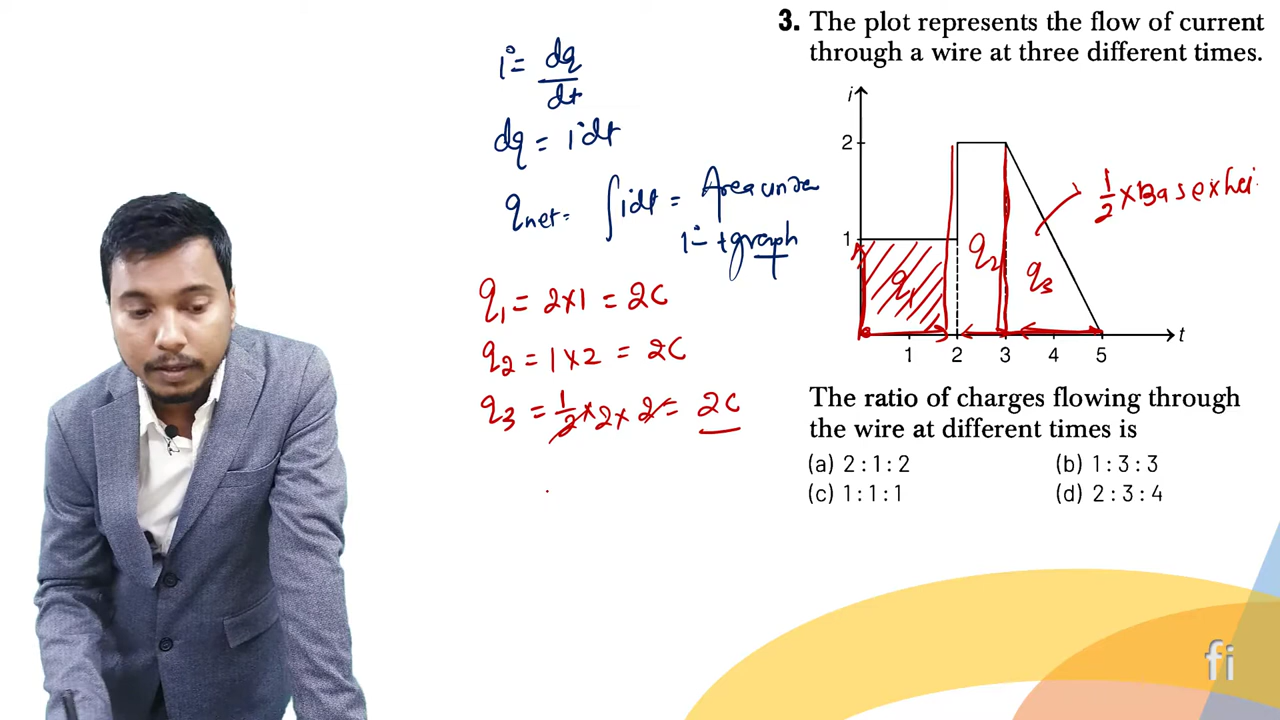 3. The plot represents the flow of current
through a wire at three different times.
i = dq/dt
dq = idt
qnet = ∫idt = Area under
i-t graph
q1 = 2×1 = 2C
q2 = 1×2 = 2C
q3 = 1/2×2×2 = 2C
i
2
1
1 2 3 4 5
t
q1
q2
q3
1/2×Base×hei
The ratio of charges flowing through
the wire at different times is
(a) 2 : 1 : 2
(b) 1 : 3 : 3
(c) 1 : 1 : 1
(d) 2 : 3 : 4
fi